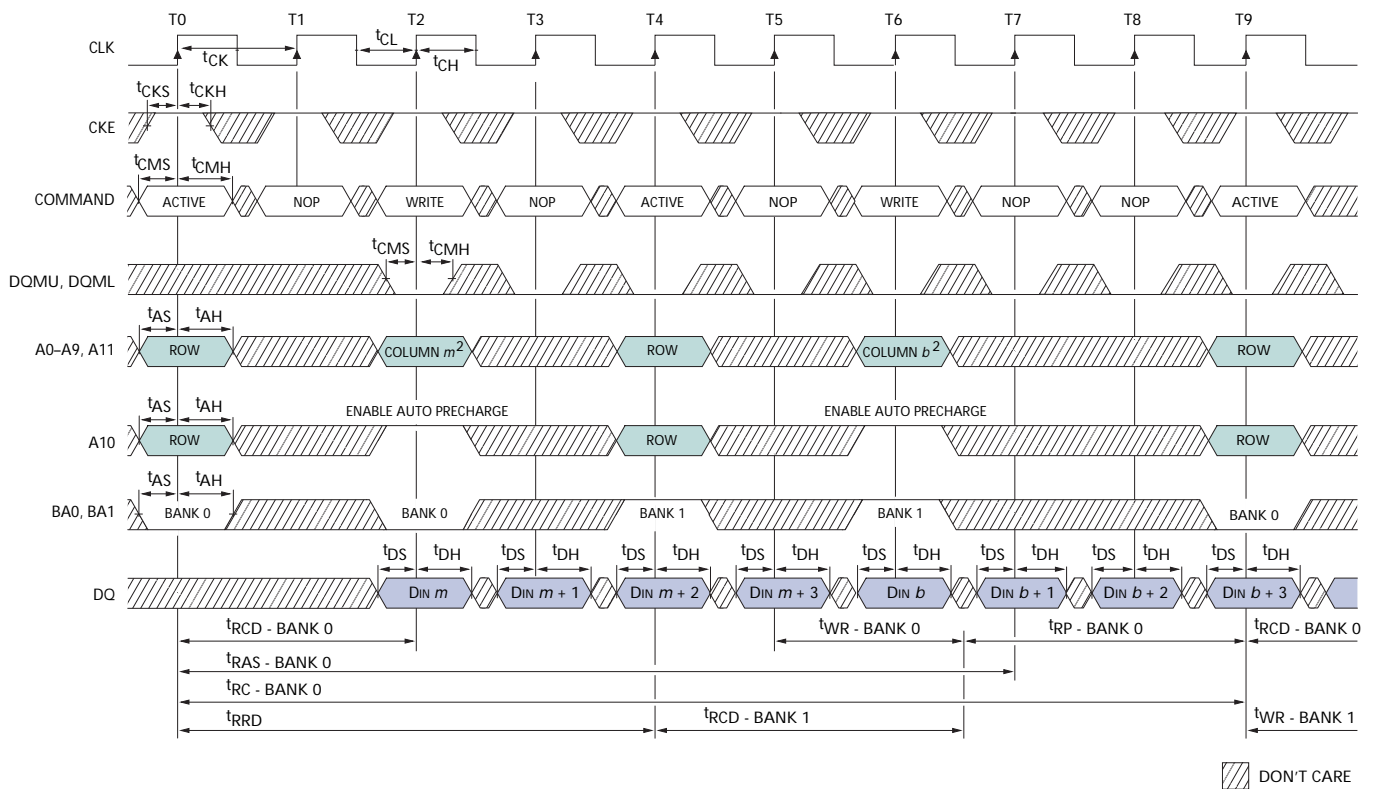 T0 T1 T2 T3 T4 T5 T6 T7 T8 T9
CLK
tCK
tCL
tCH
tCKS tCKH
CKE
tCMS tCMH
COMMAND ACTIVE NOP WRITE NOP ACTIVE NOP WRITE NOP NOP ACTIVE
tCMS tCMH
DQMU, DQML
tAS tAH
A0–A9, A11 ROW COLUMN m2 ROW COLUMN b2 ROW
tAS tAH
ENABLE AUTO PRECHARGE ENABLE AUTO PRECHARGE
A10 ROW ROW ROW
tAS tAH
BA0, BA1 BANK 0 BANK 0 BANK 1 BANK 1 BANK 0
tDS tDH tDS tDH tDS tDH tDS tDH tDS tDH tDS tDH tDS tDH tDS tDH
DQ DIN m DIN m + 1 DIN m + 2 DIN m + 3 DIN b DIN b + 1 DIN b + 2 DIN b + 3
tRCD - BANK 0 tWR - BANK 0 tRP - BANK 0 tRCD - BANK 0
tRAS - BANK 0
tRC - BANK 0
tRRD tRCD - BANK 1 tWR - BANK 1
DON'T CARE